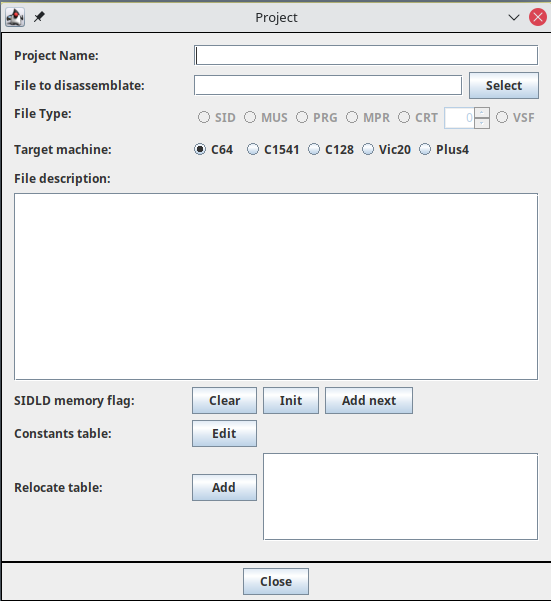 Project
Project Name:
File to disassemblate: Select
File Type: SID MUS PRG MPR CRT 0 VSF
Target machine: C64 C1541 C128 Vic20 Plus4
File description:
SIDLD memory flag: Clear Init Add next
Constants table: Edit
Relocate table: Add
Close